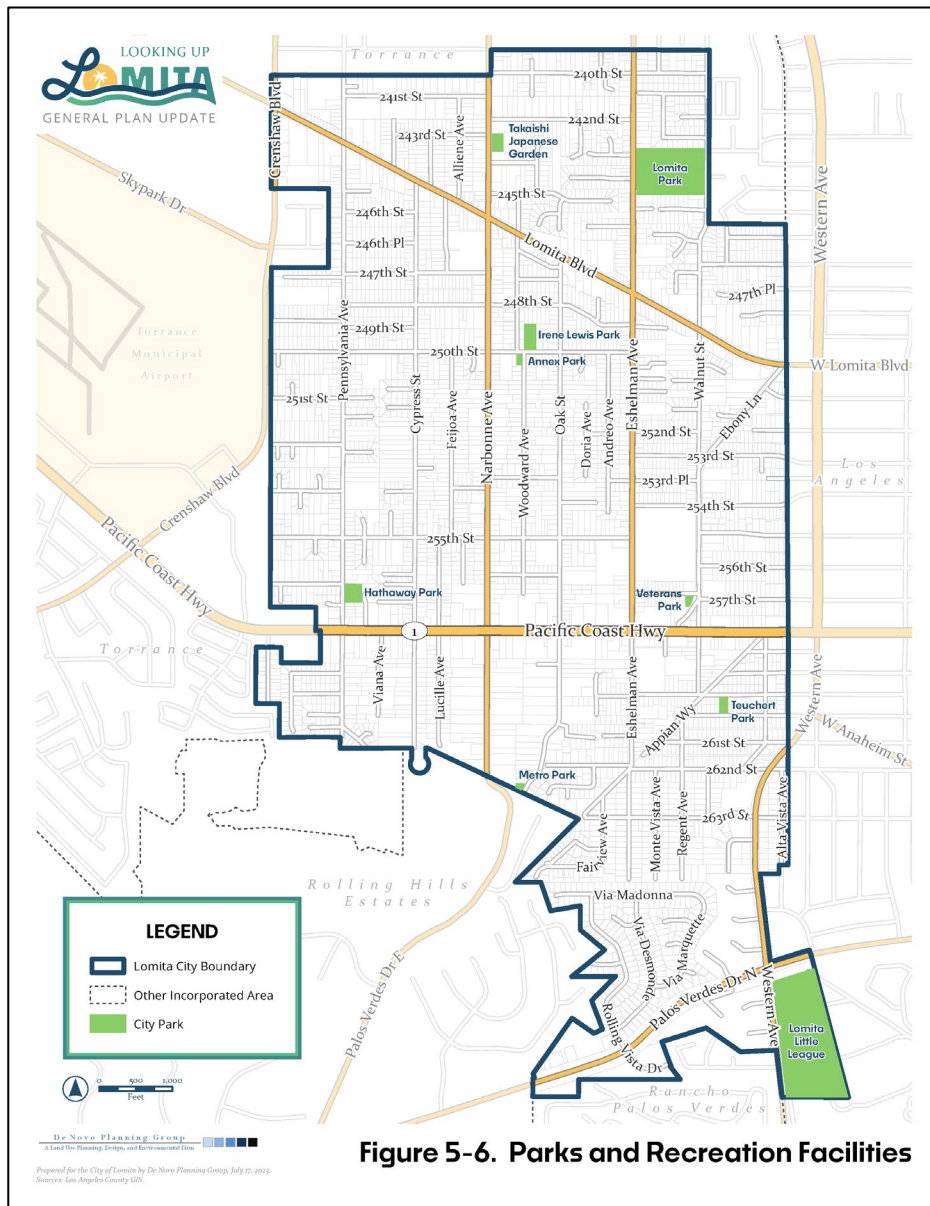 LOOKING UP
LOMITA
GENERAL PLAN UPDATE
Torrance
240th St
241st St
242nd St
243rd St
Alliene Ave
Takaishi
Japanese
Garden
Lomita
Park
Crenshaw Blvd
Skypark Dr
245th St
246th St
246th Pl
247th St
Lomita Blvd
Western Ave
247th Pl
248th St
249th St
Irene Lewis Park
250th St
Annex Park
W Lomita Blvd
Torrance
Municipal
Airport
Pennsylvania Ave
251st St
Cypress St
Feijoa Ave
Narbonne Ave
Woodward Ave
Oak St
Doria Ave
Andreo Ave
Eshelman Ave
Walnut St
Ebony Ln
252nd St
253rd St
253rd Pl
254th St
Los
Angeles
Crenshaw Blvd
Pacific Coast Hwy
255th St
256th St
Hathaway Park
Veterans
Park
257th St
1
Pacific Coast Hwy
Torrance
Viana Ave
Lucille Ave
Eshelman Ave
Appian Wy
Teuchert
Park
Western Ave
W Anaheim St
261st St
262nd St
Metro Park
263rd St
Fairview Ave
Monte Vista Ave
Regent Ave
Alta Vista Ave
Rolling Hills
Estates
Via Madonna
Via Desmonde
Via Marquette
Palos Verdes Dr E
Palos Verdes Dr N
Western Ave
Rolling Vista Dr
Lomita
Little
League
Rancho
Palos Verdes
LEGEND
Lomita City Boundary
Other Incorporated Area
City Park
0 500 1,000
Feet
De Novo Planning Group
A Land Use Planning, Design, and Environmental Firm
Prepared for the City of Lomita by De Novo Planning Group, July 17, 2023.
Sources: Los Angeles County GIS.
Figure 5-6. Parks and Recreation Facilities